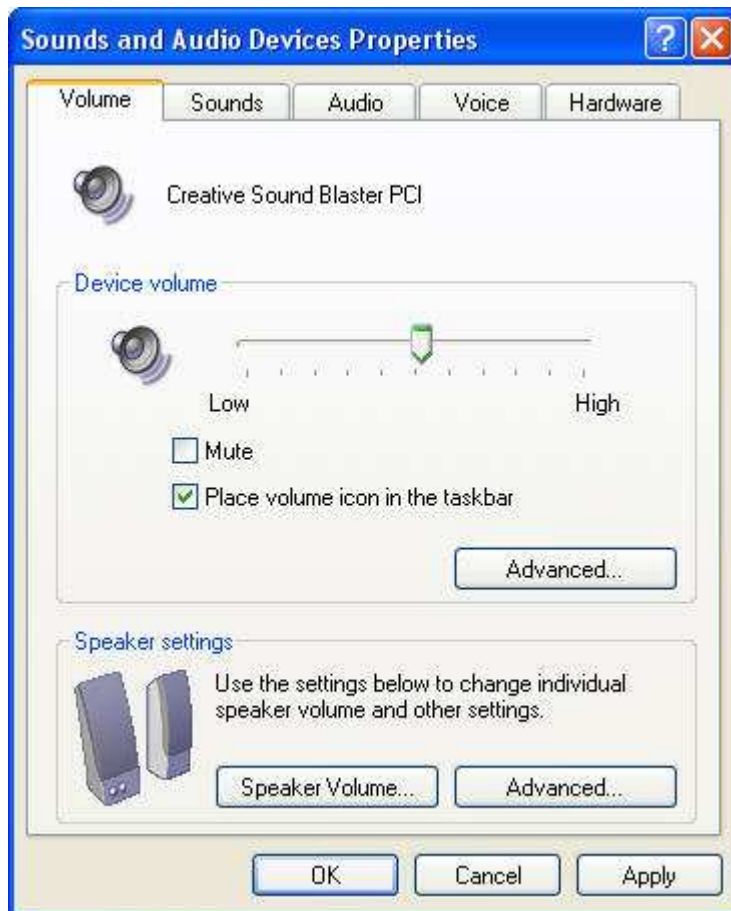 Sounds and Audio Devices Properties
Volume Sounds Audio Voice Hardware
Creative Sound Blaster PCI
Device volume
Low High
Mute
Place volume icon in the taskbar
Advanced...
Speaker settings
Use the settings below to change individual
speaker volume and other settings.
Speaker Volume... Advanced...
OK Cancel Apply